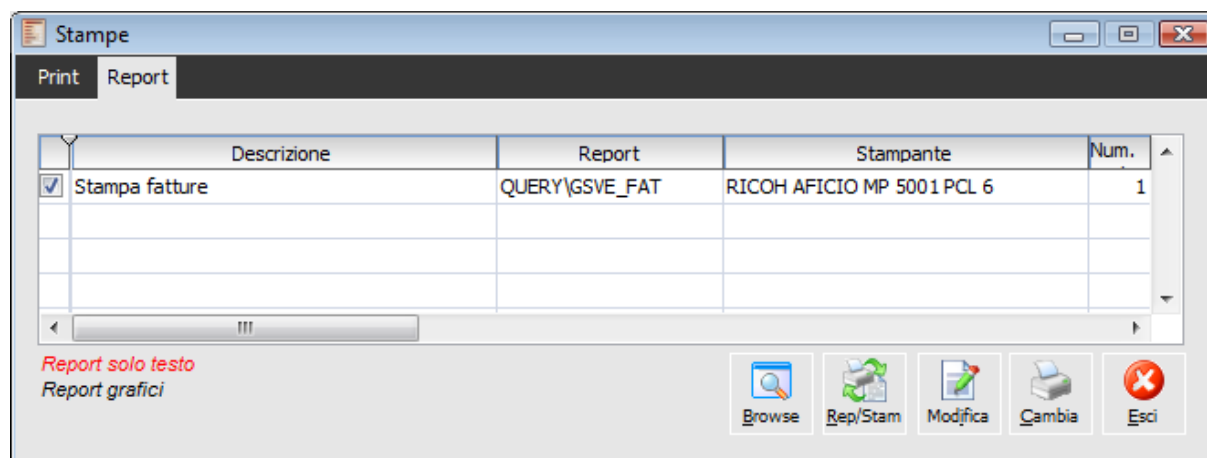 Stampe
Print Report
Descrizione Report Stampante Num.
Stampa fatture QUERY\GSVE_FAT RICOH AFICIO MP 5001 PCL 6 1
Report solo testo
Report grafici
Browse Rep/Stam Modifica Cambia Esci